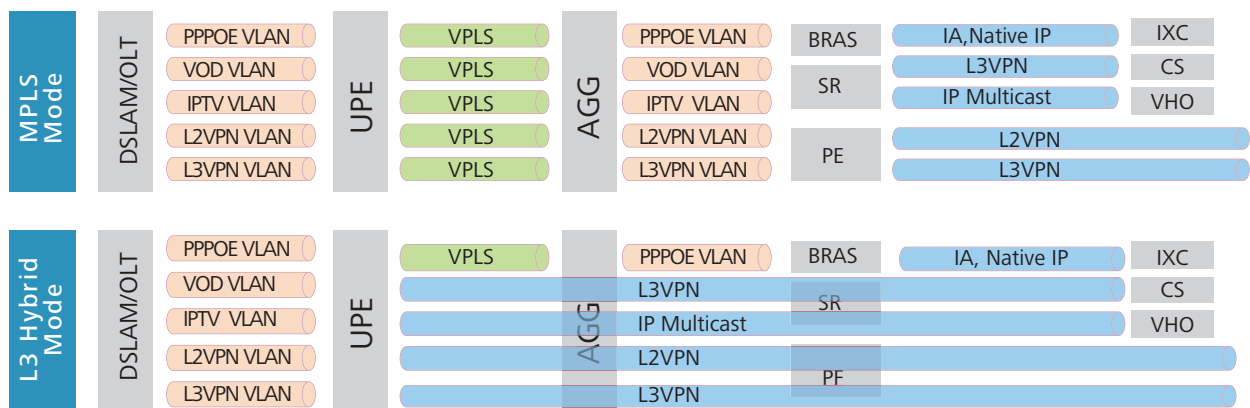 MPLS
Mode
DSLAM/OLT
PPPOE VLAN
VOD VLAN
IPTV VLAN
L2VPN VLAN
L3VPN VLAN
UPE
VPLS
VPLS
VPLS
VPLS
VPLS
AGG
PPPOE VLAN
VOD VLAN
IPTV VLAN
L2VPN VLAN
L3VPN VLAN
BRAS
SR
PE
IA,Native IP
L3VPN
IP Multicast
L2VPN
L3VPN
IXC
CS
VHO
L3 Hybrid
Mode
DSLAM/OLT
PPPOE VLAN
VOD VLAN
IPTV VLAN
L2VPN VLAN
L3VPN VLAN
UPE
VPLS
AGG
PPPOE VLAN
BRAS
IA, Native IP
IXC
L3VPN
SR
CS
IP Multicast
VHO
L2VPN
PF
L3VPN